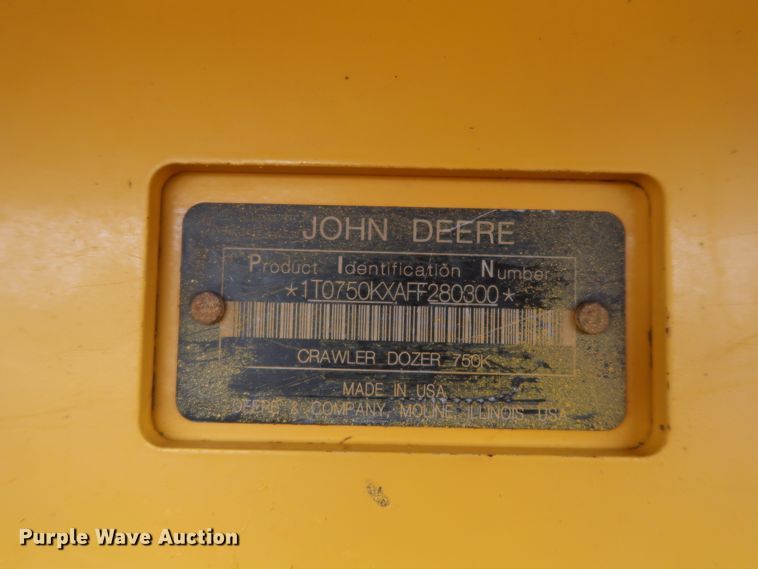 JOHN DEERE
Product Identification Number
*1T0750KXAFF280300*
CRAWLER DOZER 750K
MADE IN USA
DEERE & COMPANY, MOLINE ILLINOIS USA
Purple Wave Auction